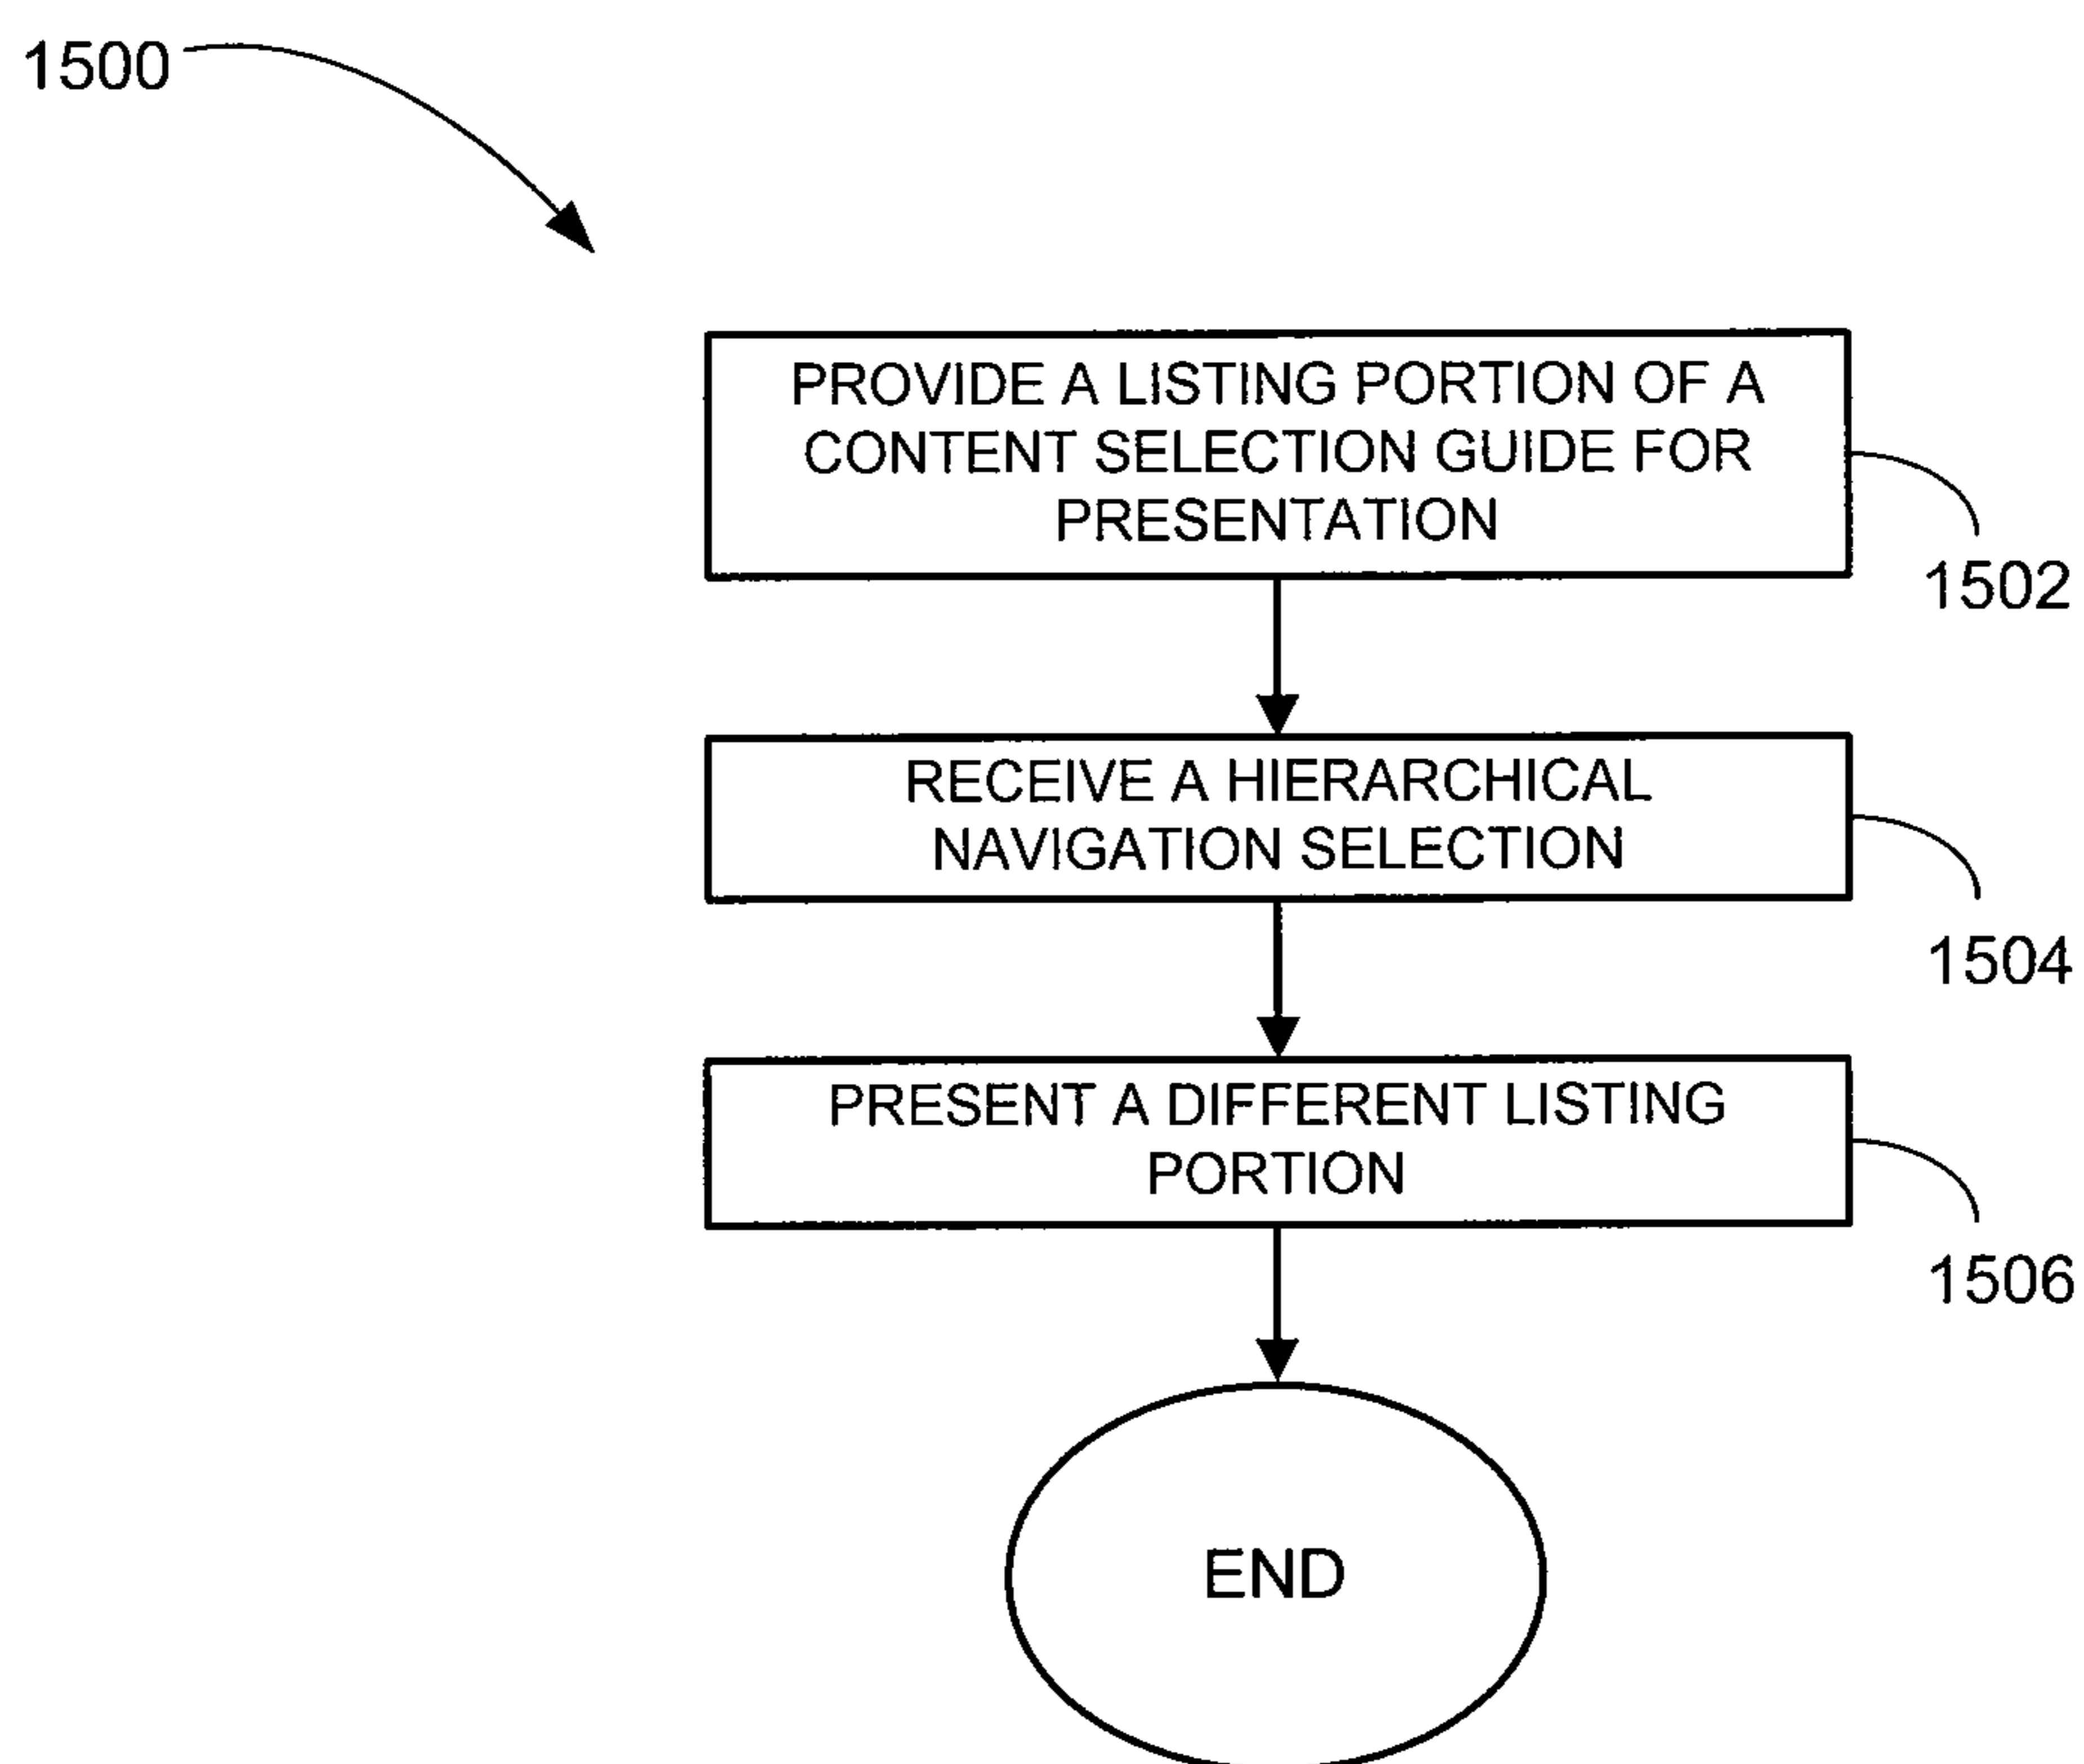 1500
PROVIDE A LISTING PORTION OF A
CONTENT SELECTION GUIDE FOR
PRESENTATION
1502
RECEIVE A HIERARCHICAL
NAVIGATION SELECTION
1504
PRESENT A DIFFERENT LISTING
PORTION
1506
END